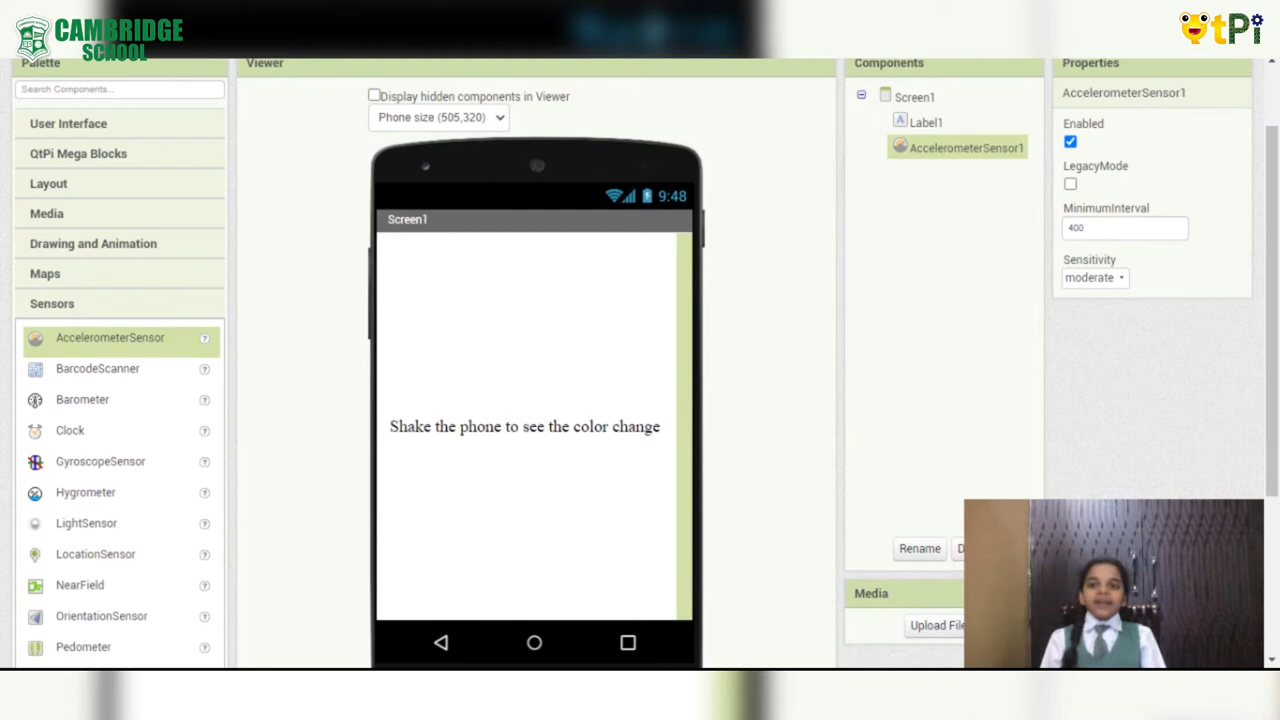 CAMBRIDGE
SCHOOL
QtPi
Palette
Search Components...
User Interface
QtPi Mega Blocks
Layout
Media
Drawing and Animation
Maps
Sensors
AccelerometerSensor
BarcodeScanner
Barometer
Clock
GyroscopeSensor
Hygrometer
LightSensor
LocationSensor
NearField
OrientationSensor
Pedometer
Viewer
Display hidden components in Viewer
Phone size (505,320)
9:48
Screen1
Shake the phone to see the color change
Components
Screen1
Label1
AccelerometerSensor1
Rename
Media
Upload File
Properties
AccelerometerSensor1
Enabled
LegacyMode
MinimumInterval
400
Sensitivity
moderate